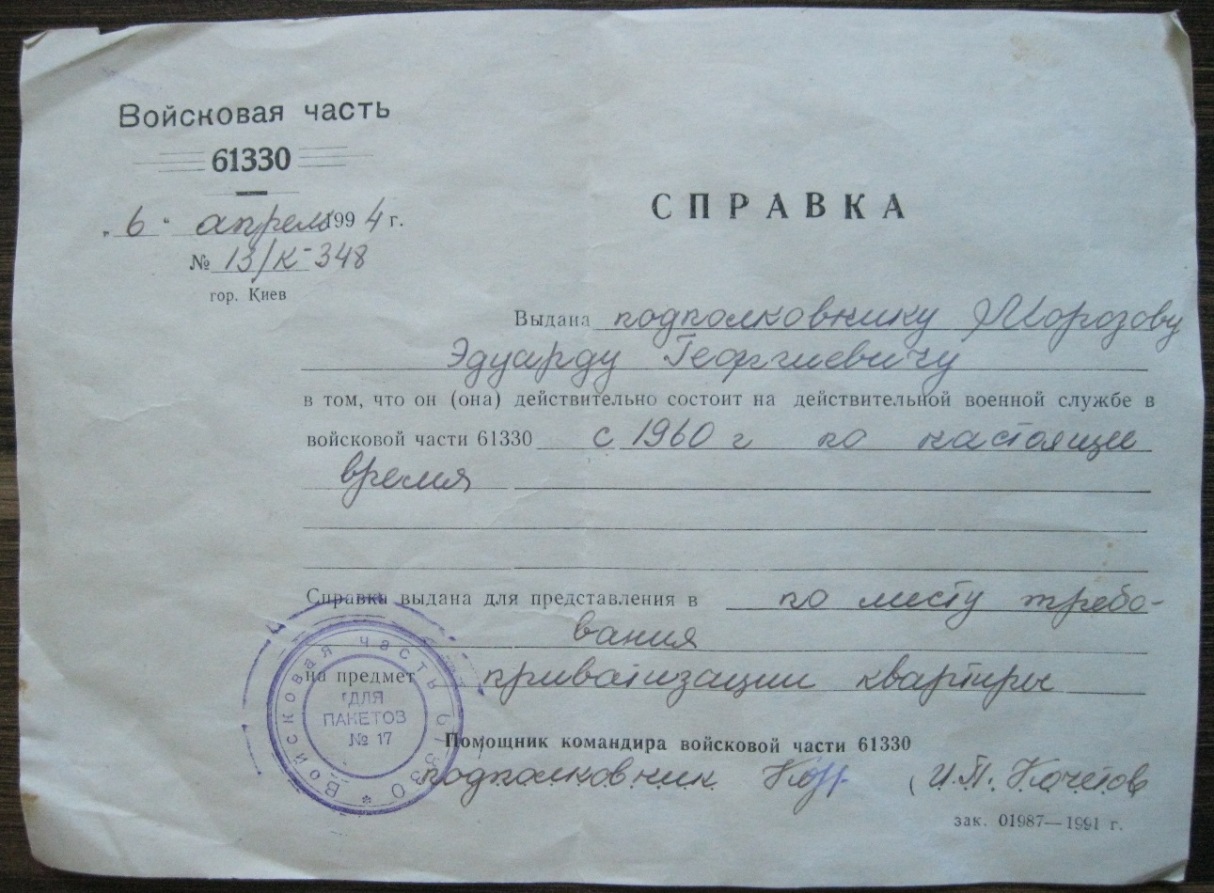 Войсковая часть
61330
„ 6 “ апреля 1994 г.
№ 13/К-348
гор. Киев
СПРАВКА
Выдана подполковнику Морозову
Эдуарду Георгиевичу
в том, что он (она) действительно состоит на действительной военной службе в
войсковой части 61330 с 1960 г по настоящее
время
Справка выдана для представления в по месту требо-
вания
на предмет приватизации квартиры
Войсковая часть 61330 *
ДЛЯ
ПАКЕТОВ
№ 17
Помощник командира войсковой части 61330
подполковник (И.П. Кочетов
зак. 01987—1991 г.